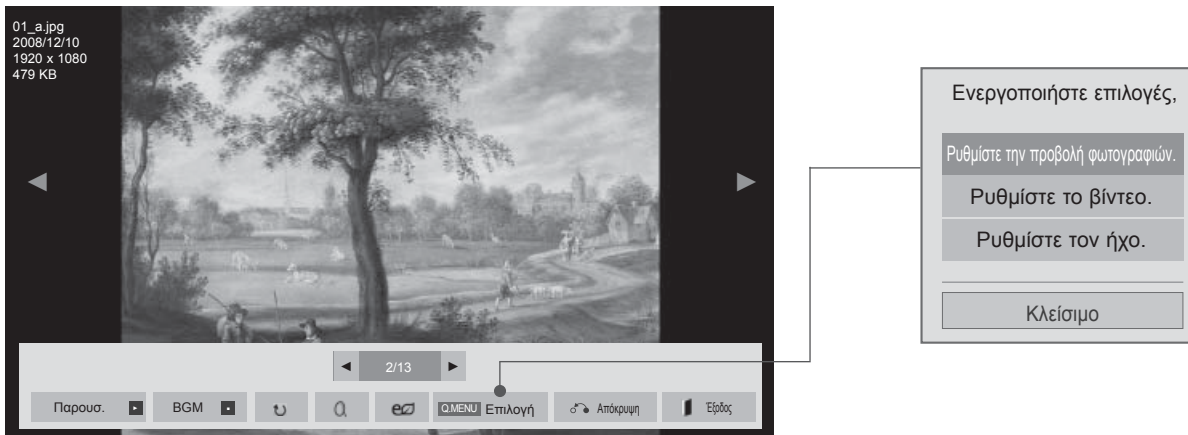 01_a.jpg
2008/12/10
1920 x 1080
479 KB
2/13
Παρουσ.
BGM
Q.MENU Επιλογή
Απόκρυψη
Έξοδος
Ενεργοποιήστε επιλογές,
Ρυθμίστε την προβολή φωτογραφιών.
Ρυθμίστε το βίντεο.
Ρυθμίστε τον ήχο.
Κλείσιμο